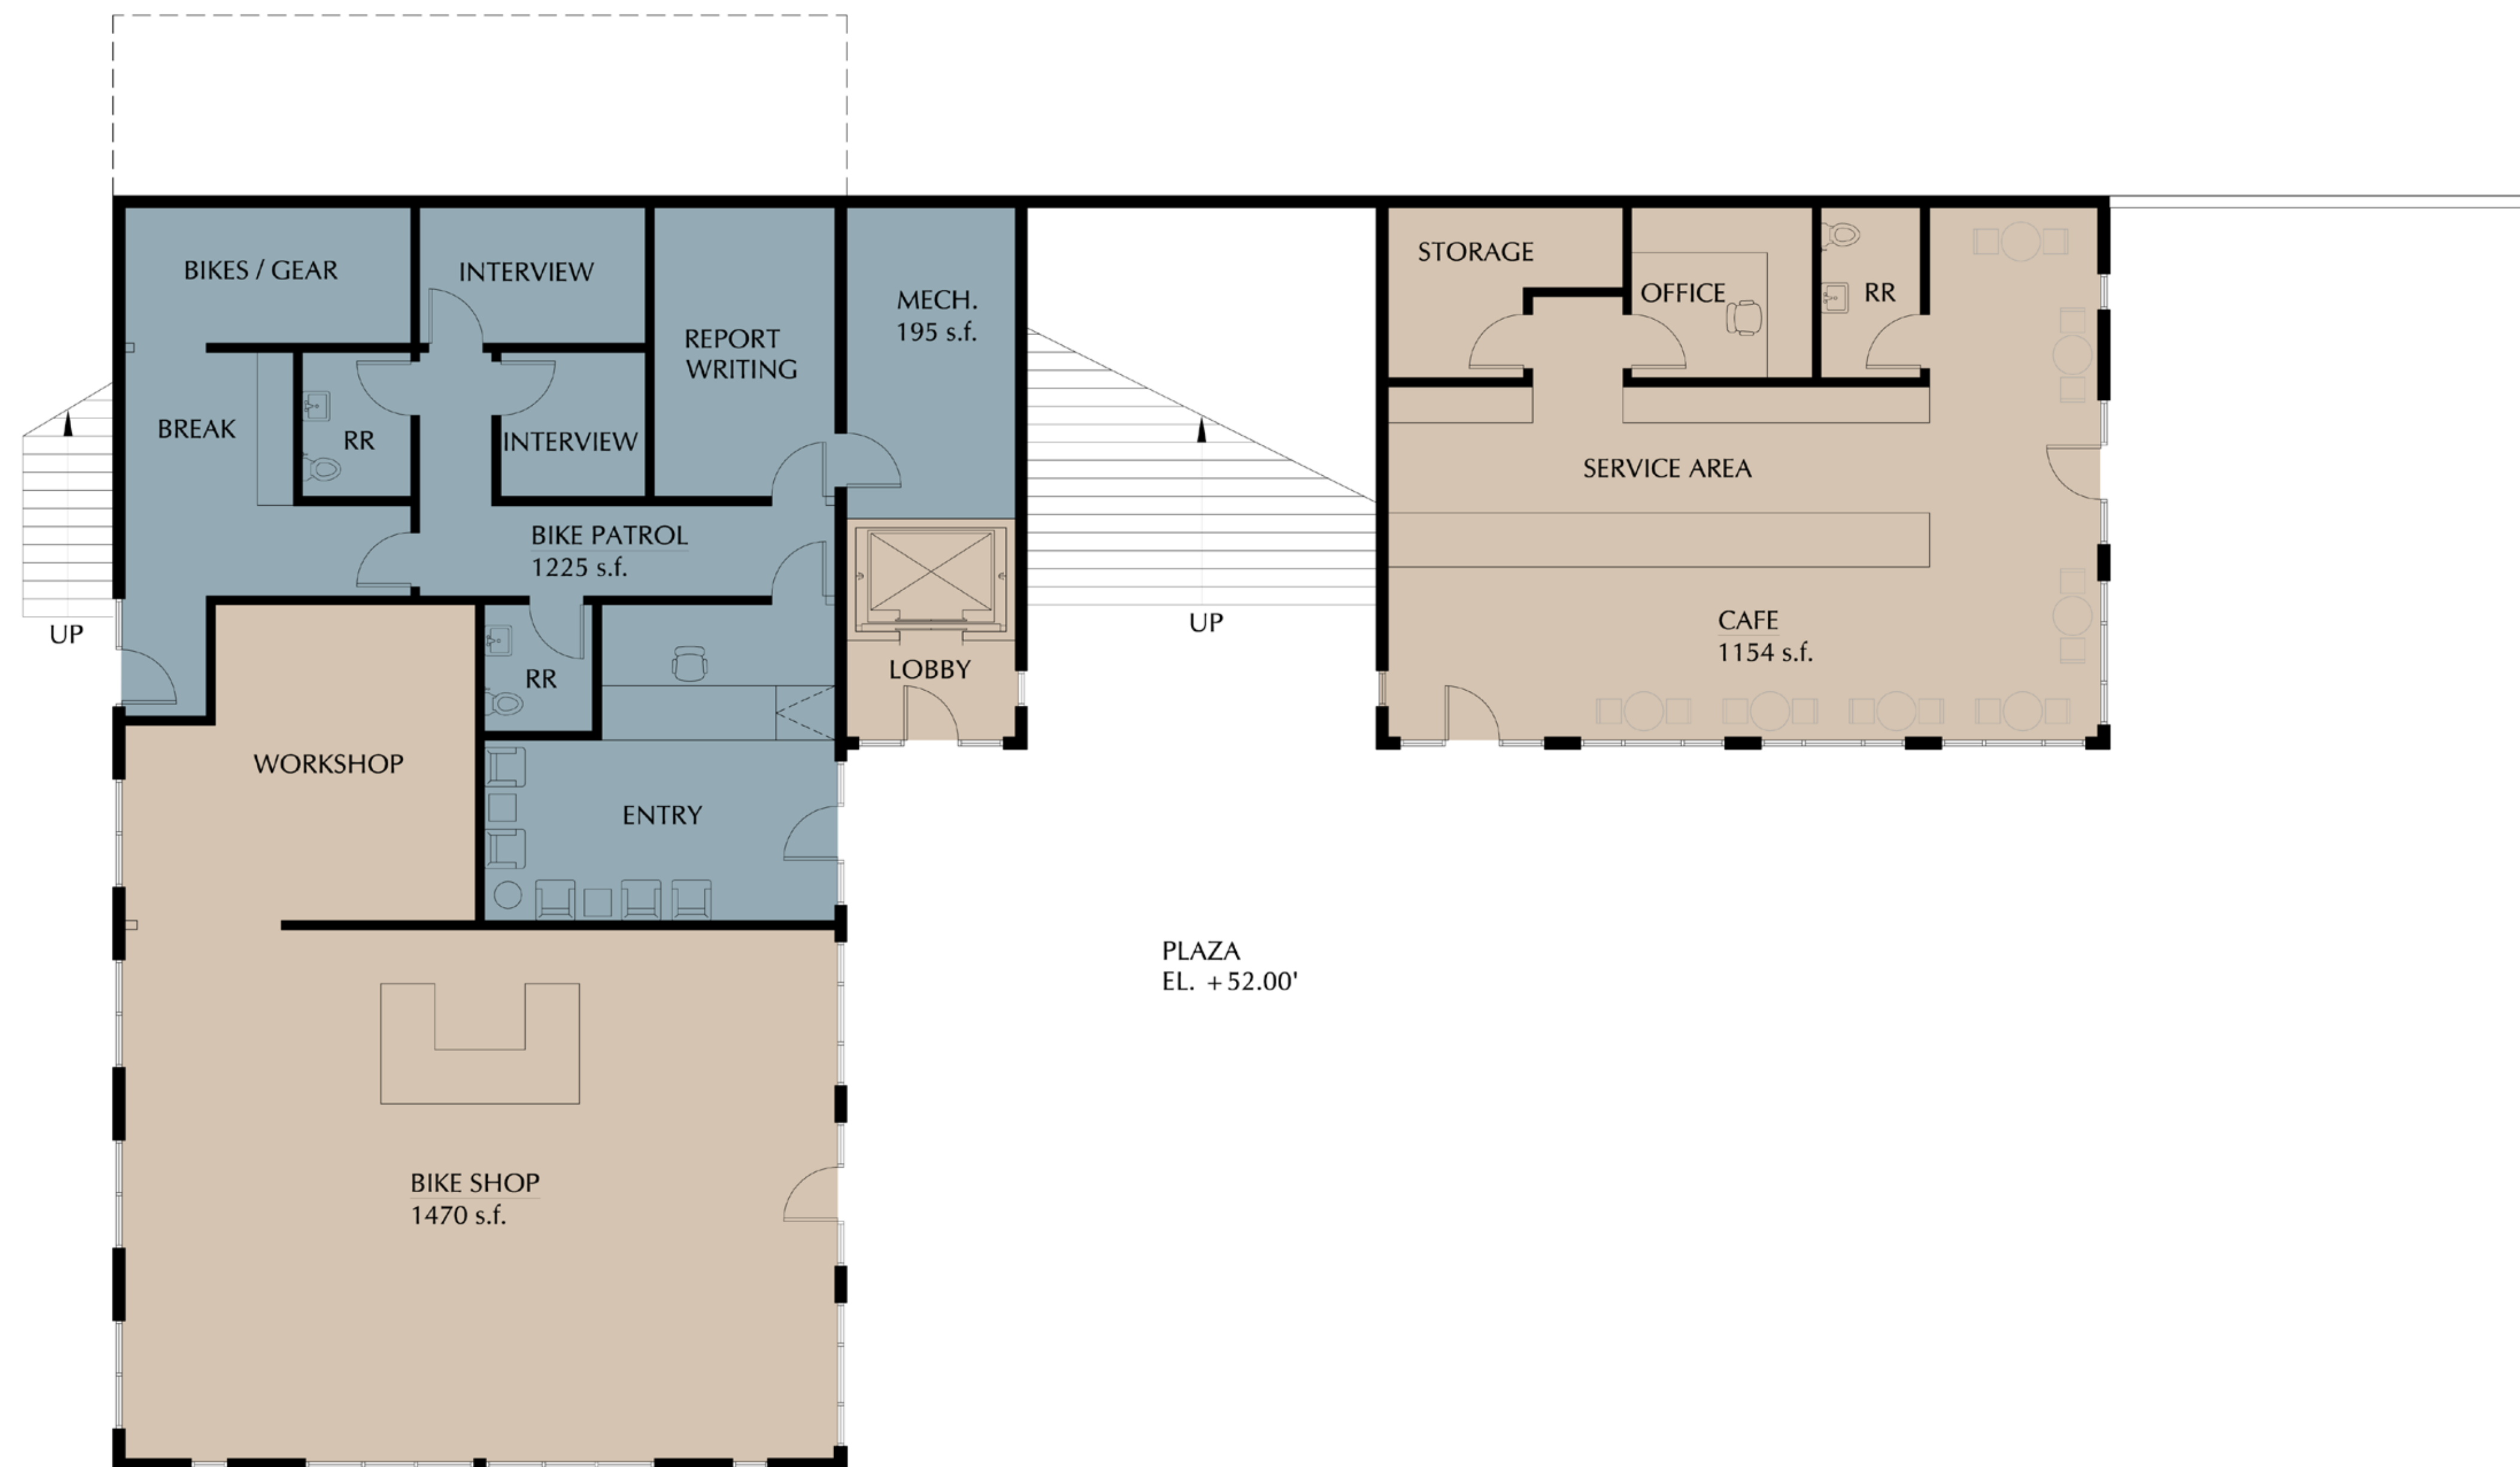 BIKES / GEAR
INTERVIEW
REPORT
WRITING
MECH.
195 s.f.
BREAK
RR
INTERVIEW
BIKE PATROL
1225 s.f.
UP
RR
LOBBY
WORKSHOP
ENTRY
BIKE SHOP
1470 s.f.
UP
STORAGE
OFFICE
RR
SERVICE AREA
CAFE
1154 s.f.
PLAZA
EL. +52.00'